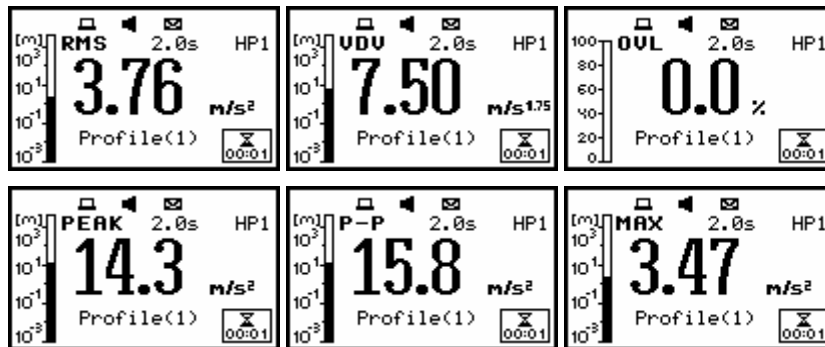 [m] RMS 2.0s HP1
10³
3.76 m/s²
10¹
10⁻¹
Profile(1)
10⁻³
00:01
[m] VDV 2.0s HP1
10³
7.50 m/s¹·⁷⁵
10¹
10⁻¹
Profile(1)
10⁻³
00:01
100 OVL 2.0s HP1
80
60
0.0 %
40
20
Profile(1)
0
00:01
[m] PEAK 2.0s HP1
10³
14.3 m/s²
10¹
10⁻¹
Profile(1)
10⁻³
00:01
[m] P-P 2.0s HP1
10³
15.8 m/s²
10¹
10⁻¹
Profile(1)
10⁻³
00:01
[m] MAX 2.0s HP1
10³
3.47 m/s²
10¹
10⁻¹
Profile(1)
10⁻³
00:01